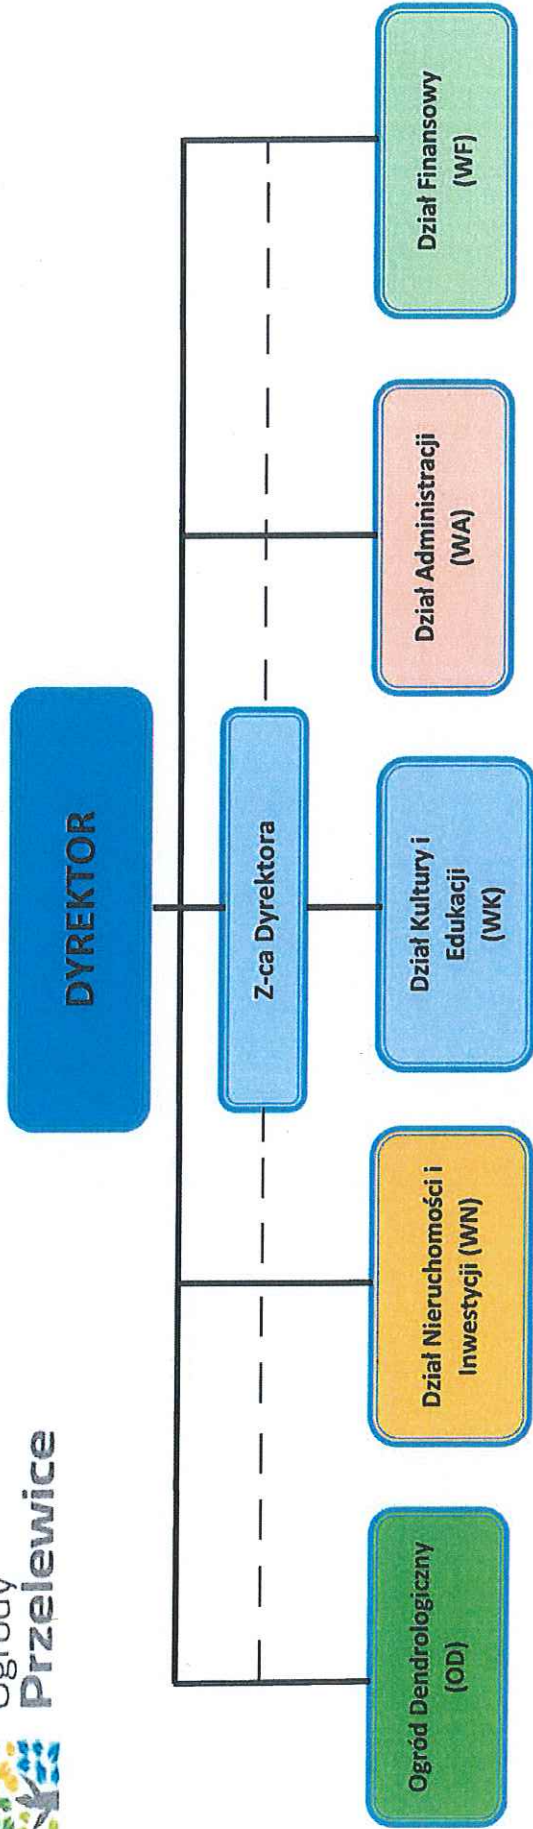 Ogrody
Przelewice
DYREKTOR
Z-ca Dyrektora
Ogród Dendrologiczny
(OD)
Dział Nieruchomości i
Inwestycji (WN)
Dział Kultury i
Edukacji
(WK)
Dział Administracji
(WA)
Dział Finansowy
(WF)